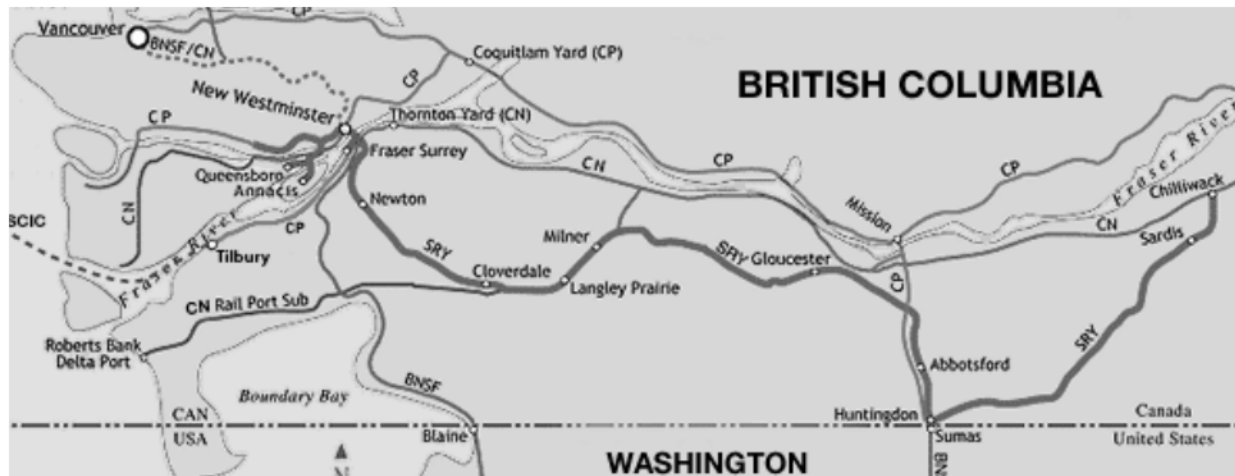 CP
Vancouver
BNSF/CN
Coquitlam Yard (CP)
CP
BRITISH COLUMBIA
New Westminster
Thornton Yard (CN)
CP
Fraser Surrey
CN
CP
CP
Fraser River
Queensboro
Annacis
Chilliwack
Newton
Mission
CN
SCIC
Fraser River
CP
CN
Sardis
Milner
Tilbury
SRY
SRY
Gloucester
Cloverdale
CP
Langley Prairie
CN Rail Port Sub
SRY
Roberts Bank
Delta Port
Abbotsford
BNSF
Boundary Bay
CAN
USA
Huntingdon
Canada
Blaine
Sumas
United States
WASHINGTON
N